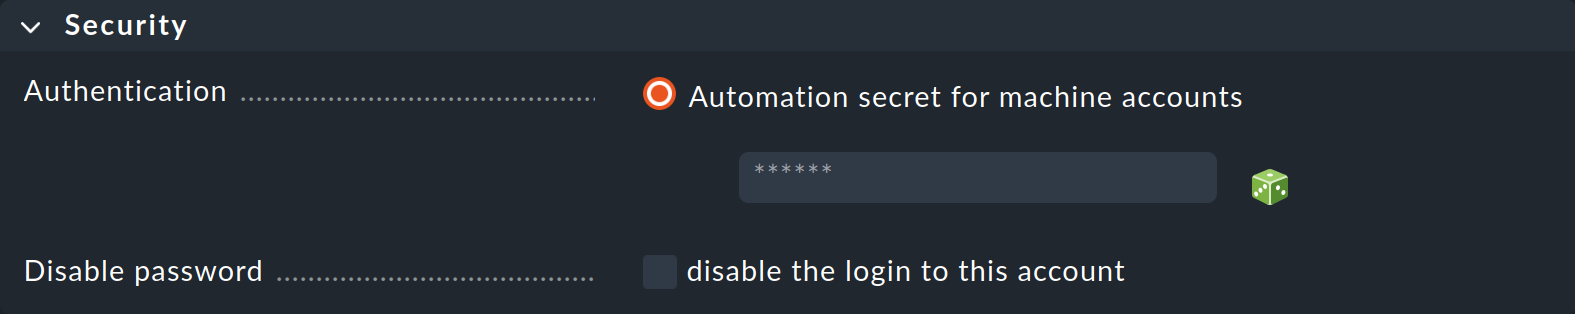 Security
Authentication
Automation secret for machine accounts
******
Disable password
disable the login to this account